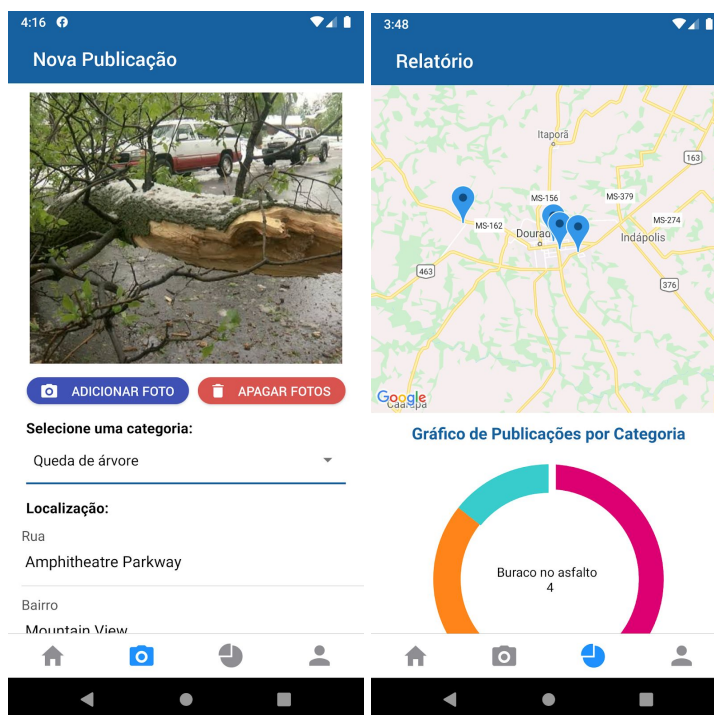 4:16
Nova Publicação
ADICIONAR FOTO
APAGAR FOTOS
Selecione uma categoria:
Queda de árvore
Localização:
Rua
Amphitheatre Parkway
Bairro
Mountain View
3:48
Relatório
Itaporã
163
MS-156
MS-379
MS-162
MS-274
Indápolis
463
376
Google
Gráfico de Publicações por Categoria
Buraco no asfalto
4